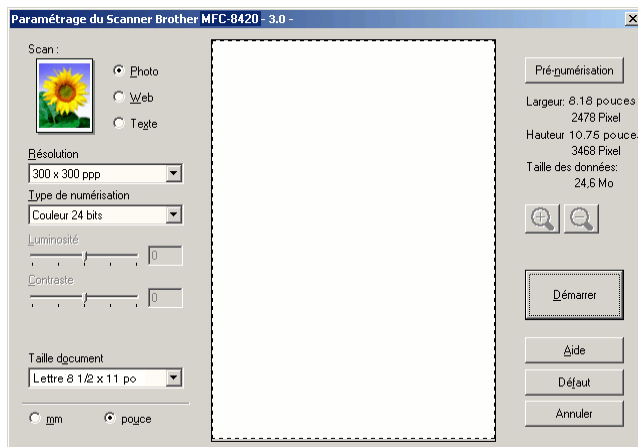 Paramétrage du Scanner Brother MFC-8420 - 3.0 -
Scan :
Photo
Web
Texte
Résolution
300 x 300 ppp
Type de numérisation
Couleur 24 bits
Luminosité
0
Contraste
0
Taille document
Lettre 8 1/2 x 11 po
mm
pouce
Pré-numérisation
Largeur: 8.18 pouces
2478 Pixel
Hauteur 10.75 pouces
3468 Pixel
Taille des données:
24,6 Mo
Démarrer
Aide
Défaut
Annuler